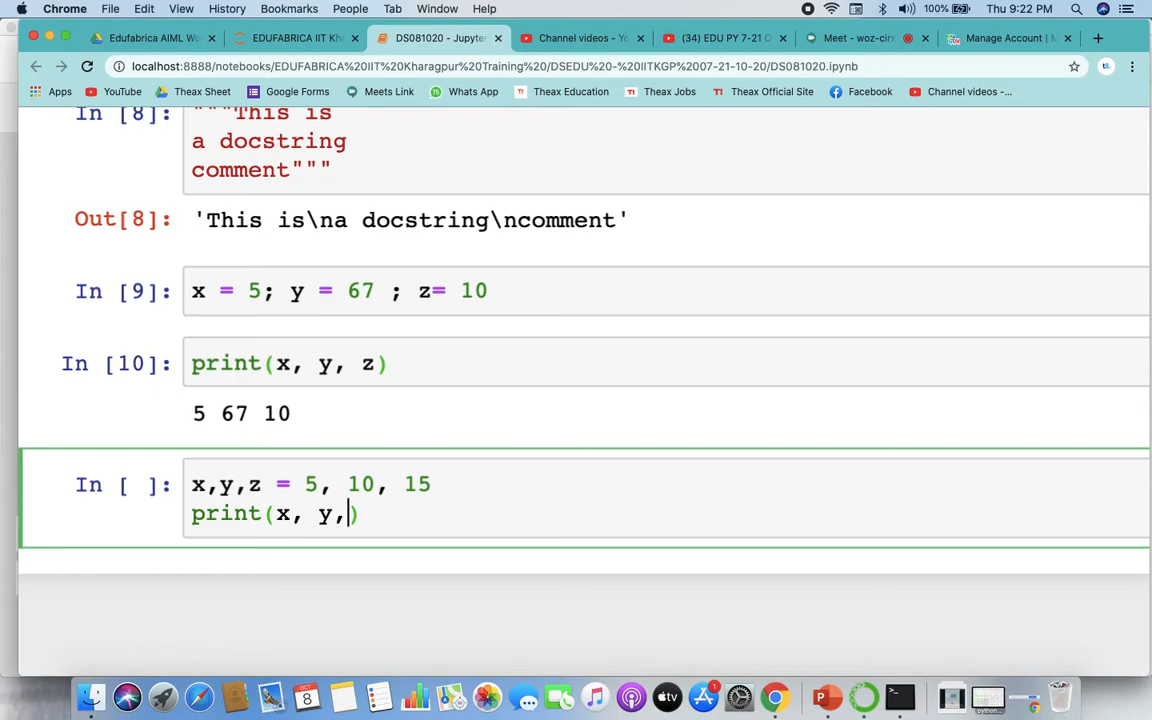 Chrome File Edit View History Bookmarks People Tab Window Help 100% Thu 9:22 PM
Edufabrica AIML Wo EDUFABRICA IIT Kha DS081020 - Jupyter Channel videos - Yo (34) EDU PY 7-21 O Meet - woz-cirx Manage Account | M
localhost:8888/notebooks/EDUFABRICA%20IIT%20Kharagpur%20Training%20/DSEDU%20-%20IITKGP%2007-21-10-20/DS081020.ipynb
Apps YouTube Theax Sheet Google Forms Meets Link Whats App Theax Education Theax Jobs Theax Official Site Facebook Channel videos - Yo...
In [8]: """This is
a docstring
comment"""
Out[8]: 'This is\na docstring\ncomment'
In [9]: x = 5; y = 67 ; z= 10
In [10]: print(x, y, z)
5 67 10
In [ ]: x,y,z = 5, 10, 15
print(x, y,)